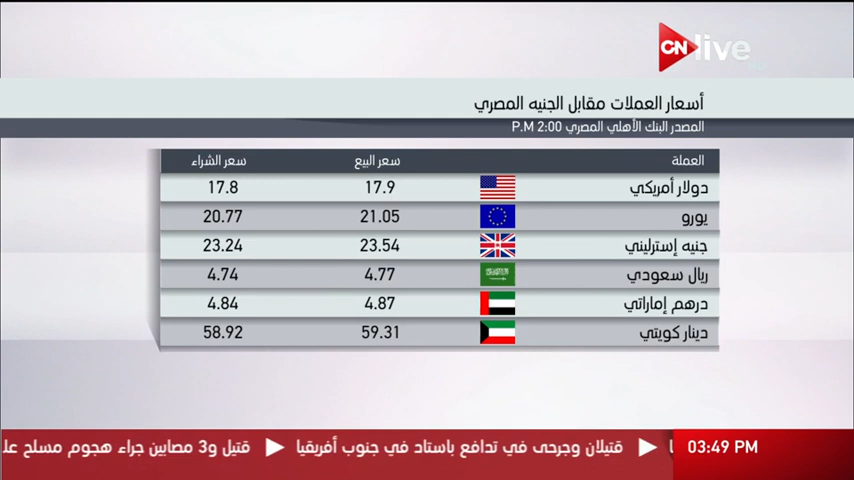 ON live
أسعار العملات مقابل الجنيه المصري
المصدر البنك الأهلي المصري 2:00 P.M
العملة سعر البيع سعر الشراء
دولار أمريكي 17.9 17.8
يورو 21.05 20.77
جنيه إسترليني 23.54 23.24
ريال سعودي 4.77 4.74
درهم إماراتي 4.87 4.84
دينار كويتي 59.31 58.92
03:49 PM قتيلان وجرحى في تدافع باستاد في جنوب أفريقيا قتيل و3 مصابين جراء هجوم مسلح